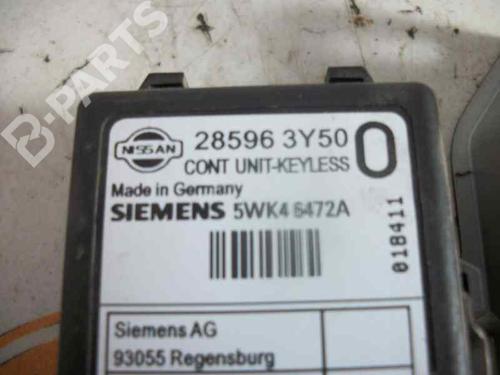 B-PARTS
NISSAN
28596 3Y50 0
CONT UNIT-KEYLESS
Made in Germany
SIEMENS 5WK4 6472A
018411
Siemens AG
93055 Regensburg